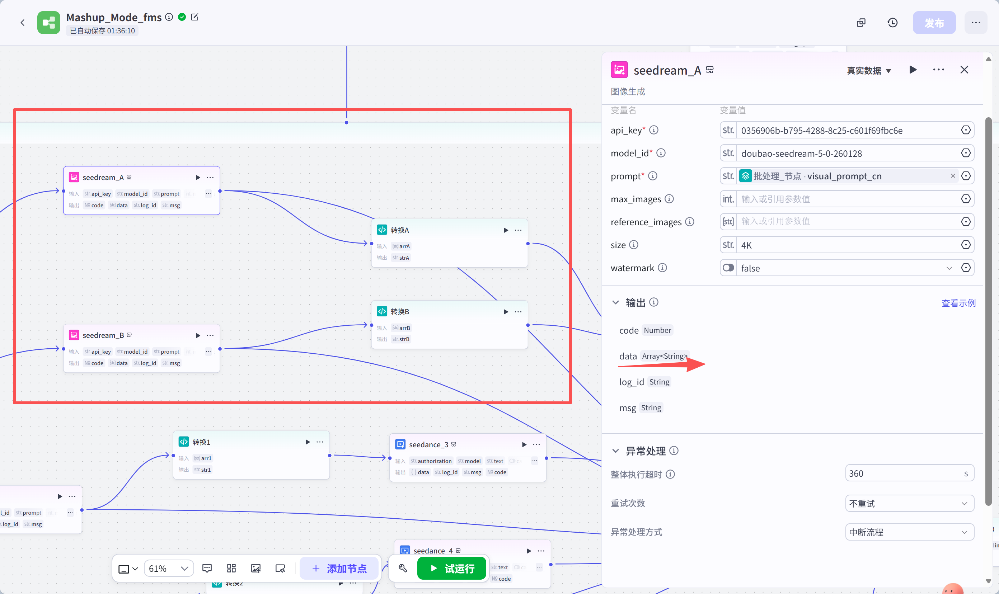 Mashup_Mode_fms
已自动保存 01:36:10
发布
seedream_A
输入 str. api_key str. model_id str. prompt
输出 Nº code [str] data str. log_id str. msg
转换A
输入 [str] arrA
输出 str. strA
转换B
输入 [str] arrB
输出 str. strB
seedream_B
输入 str. api_key str. model_id str. prompt
输出 Nº code [str] data str. log_id str. msg
转换1
输入 [str] arr1
输出 str. str1
seedance_3
输入 str. authorization str. model str. text
输出 { } data str. log_id str. msg Nº code
l_id str. prompt
log_id str. msg
seedance_4
str. text
Nº code
转换2
61%
添加节点
试运行
seedream_A
真实数据
图像生成
变量名 变量值
api_key* str. 0356906b-b795-4288-8c25-c601f69fbc6e
model_id* str. doubao-seedream-5-0-260128
prompt* str. 批处理_节点 - visual_prompt_cn
max_images int. 输入或引用参数值
reference_images [str.] 输入或引用参数值
size str. 4K
watermark false
输出 查看示例
code Number
data Array<String>
log_id String
msg String
异常处理
整体执行超时 360 s
重试次数 不重试
异常处理方式 中断流程